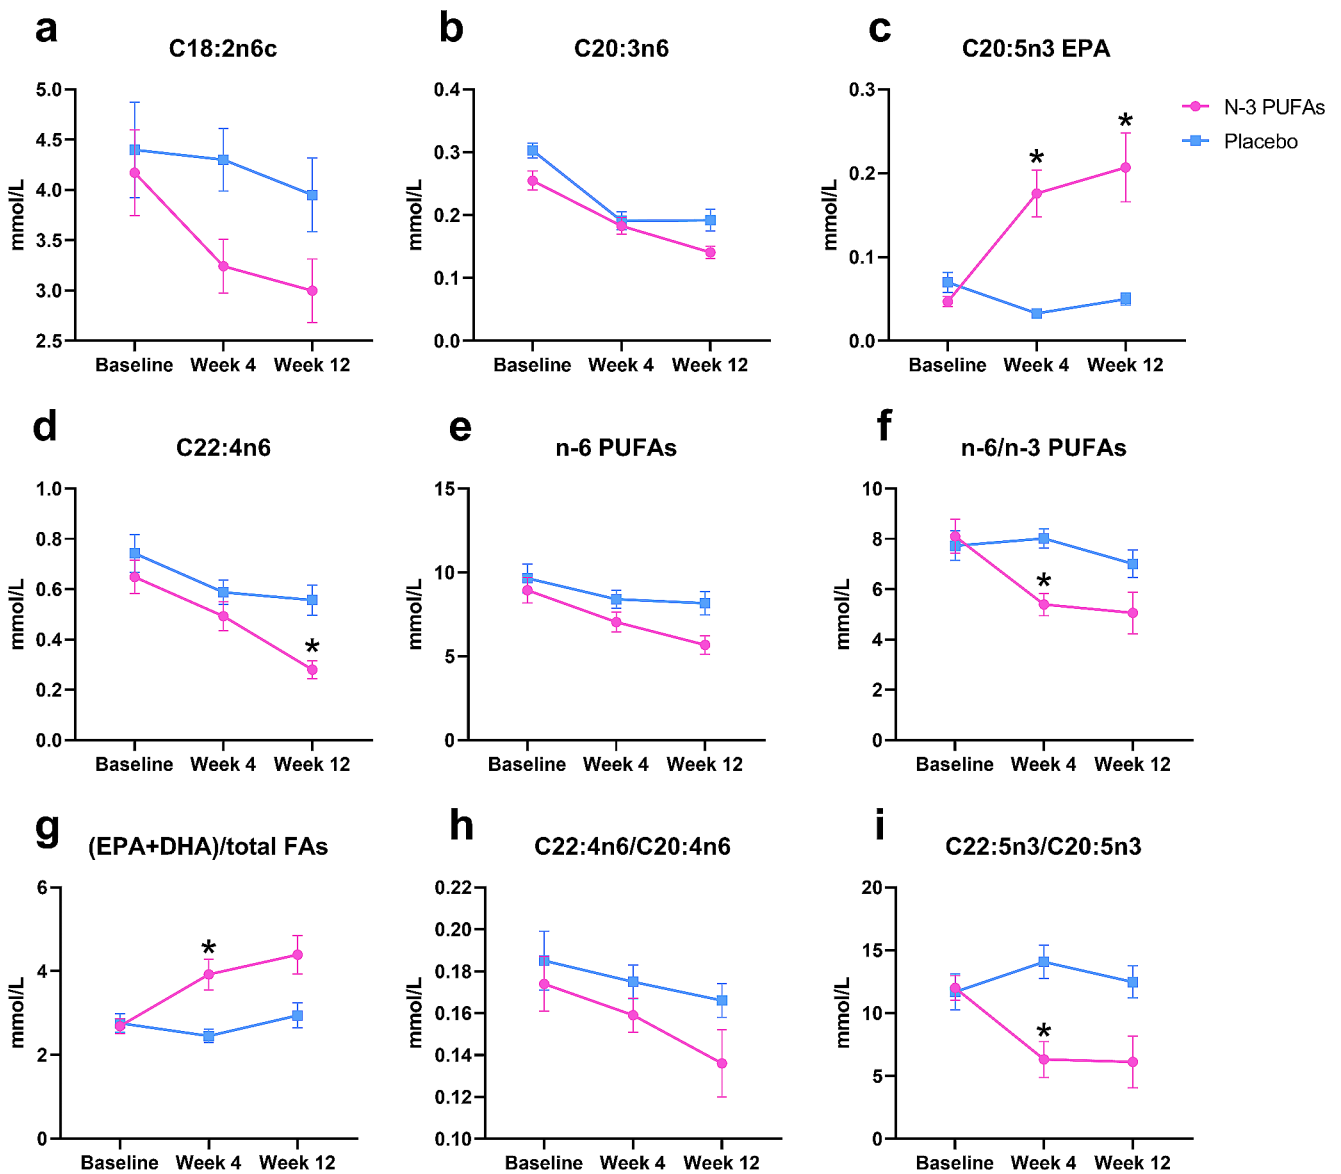 a
C18:2n6c
mmol/L
5.0
4.5
4.0
3.5
3.0
2.5
Baseline Week 4 Week 12
b
C20:3n6
mmol/L
0.4
0.3
0.2
0.1
0.0
Baseline Week 4 Week 12
c
C20:5n3 EPA
mmol/L
0.3
0.2
0.1
0.0
* *
Baseline Week 4 Week 12
N-3 PUFAs
Placebo
d
C22:4n6
mmol/L
1.0
0.8
0.6
0.4
0.2
0.0
*
Baseline Week 4 Week 12
e
n-6 PUFAs
mmol/L
15
10
5
0
Baseline Week 4 Week 12
f
n-6/n-3 PUFAs
mmol/L
10
8
6
4
2
0
*
Baseline Week 4 Week 12
g
(EPA+DHA)/total FAs
mmol/L
6
4
2
0
*
Baseline Week 4 Week 12
h
C22:4n6/C20:4n6
mmol/L
0.22
0.20
0.18
0.16
0.14
0.12
0.10
Baseline Week 4 Week 12
i
C22:5n3/C20:5n3
mmol/L
20
15
10
5
0
*
Baseline Week 4 Week 12